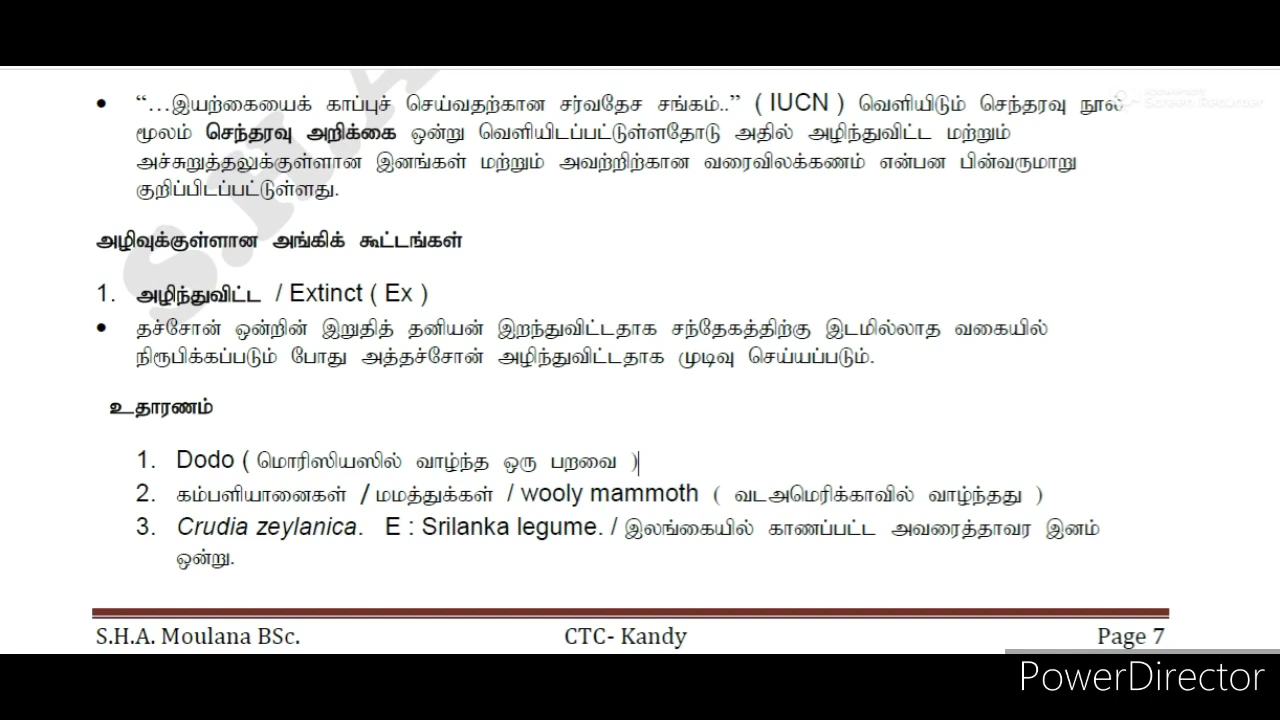 • “…இயற்கையைக் காப்புச் செய்வதற்கான சர்வதேச சங்கம்..” ( IUCN ) வெளியிடும் செந்தரவு நூல்
மூலம் செந்தரவு அறிக்கை ஒன்று வெளியிடப்பட்டுள்ளதோடு அதில் அழிந்துவிட்ட மற்றும்
அச்சுறுத்தலுக்குள்ளான இனங்கள் மற்றும் அவற்றிற்கான வரைவிலக்கணம் என்பன பின்வருமாறு
குறிப்பிடப்பட்டுள்ளது.
அழிவுக்குள்ளான அங்கிக் கூட்டங்கள்
1. அழிந்துவிட்ட / Extinct ( Ex )
• தச்சோன் ஒன்றின் இறுதித் தனியன் இறந்துவிட்டதாக சந்தேகத்திற்கு இடமில்லாத வகையில்
நிரூபிக்கப்படும் போது அத்தச்சோன் அழிந்துவிட்டதாக முடிவு செய்யப்படும்.
உதாரணம்
1. Dodo ( மொரிஸியஸில் வாழ்ந்த ஒரு பறவை )
2. கம்பளியானைகள் / மமத்துக்கள் / wooly mammoth ( வடஅமெரிக்காவில் வாழ்ந்தது )
3. Crudia zeylanica. E : Srilanka legume. / இலங்கையில் காணப்பட்ட அவரைத்தாவர இனம்
ஒன்று.
S.H.A. Moulana BSc. CTC- Kandy Page 7
PowerDirector
S.H.A
Screen Recorder